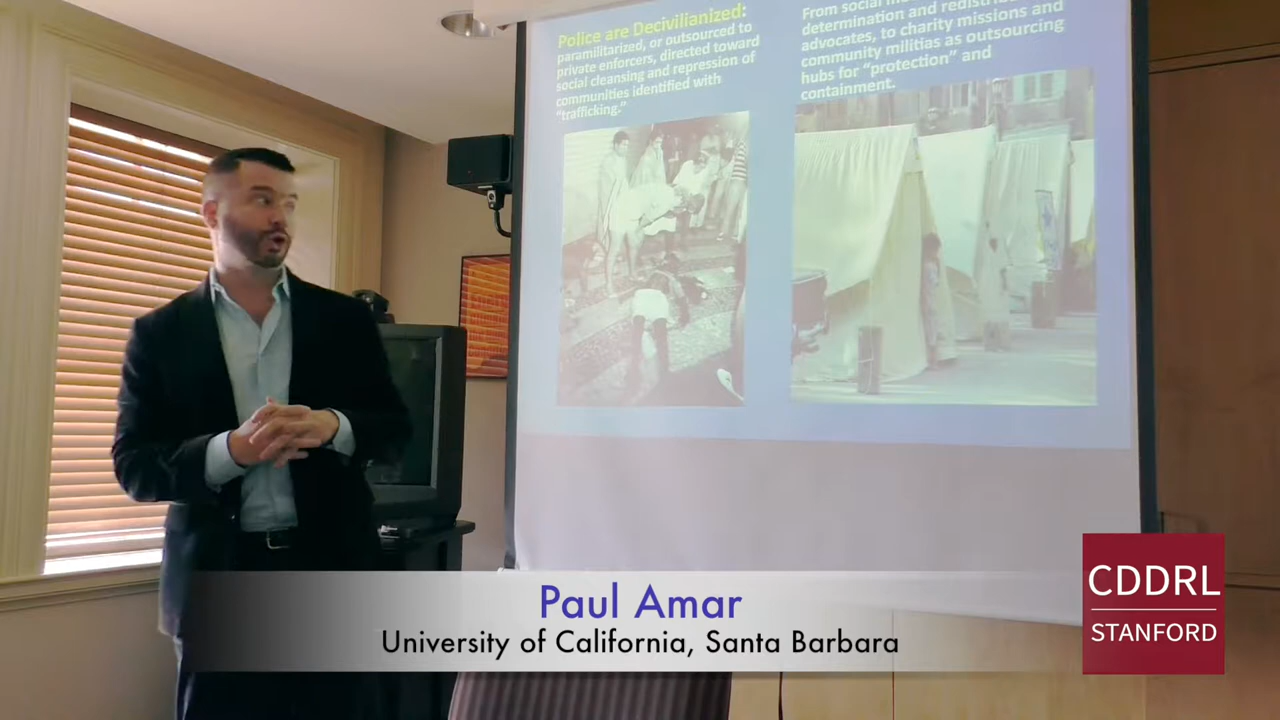 Police are Decivilianized:
paramilitarized, or outsourced to
private enforcers, directed toward
social cleansing and repression of
communities identified with
"trafficking."
From social
determination and
advocates, to charity missions and
community militias as outsourcing
hubs for "protection" and
containment.
Paul Amar
University of California, Santa Barbara
CDDRL
STANFORD